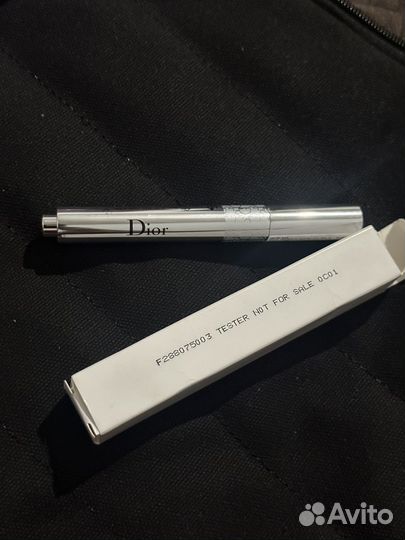 Dior
F288075003 TESTER NOT FOR SALE 0C01
Avito